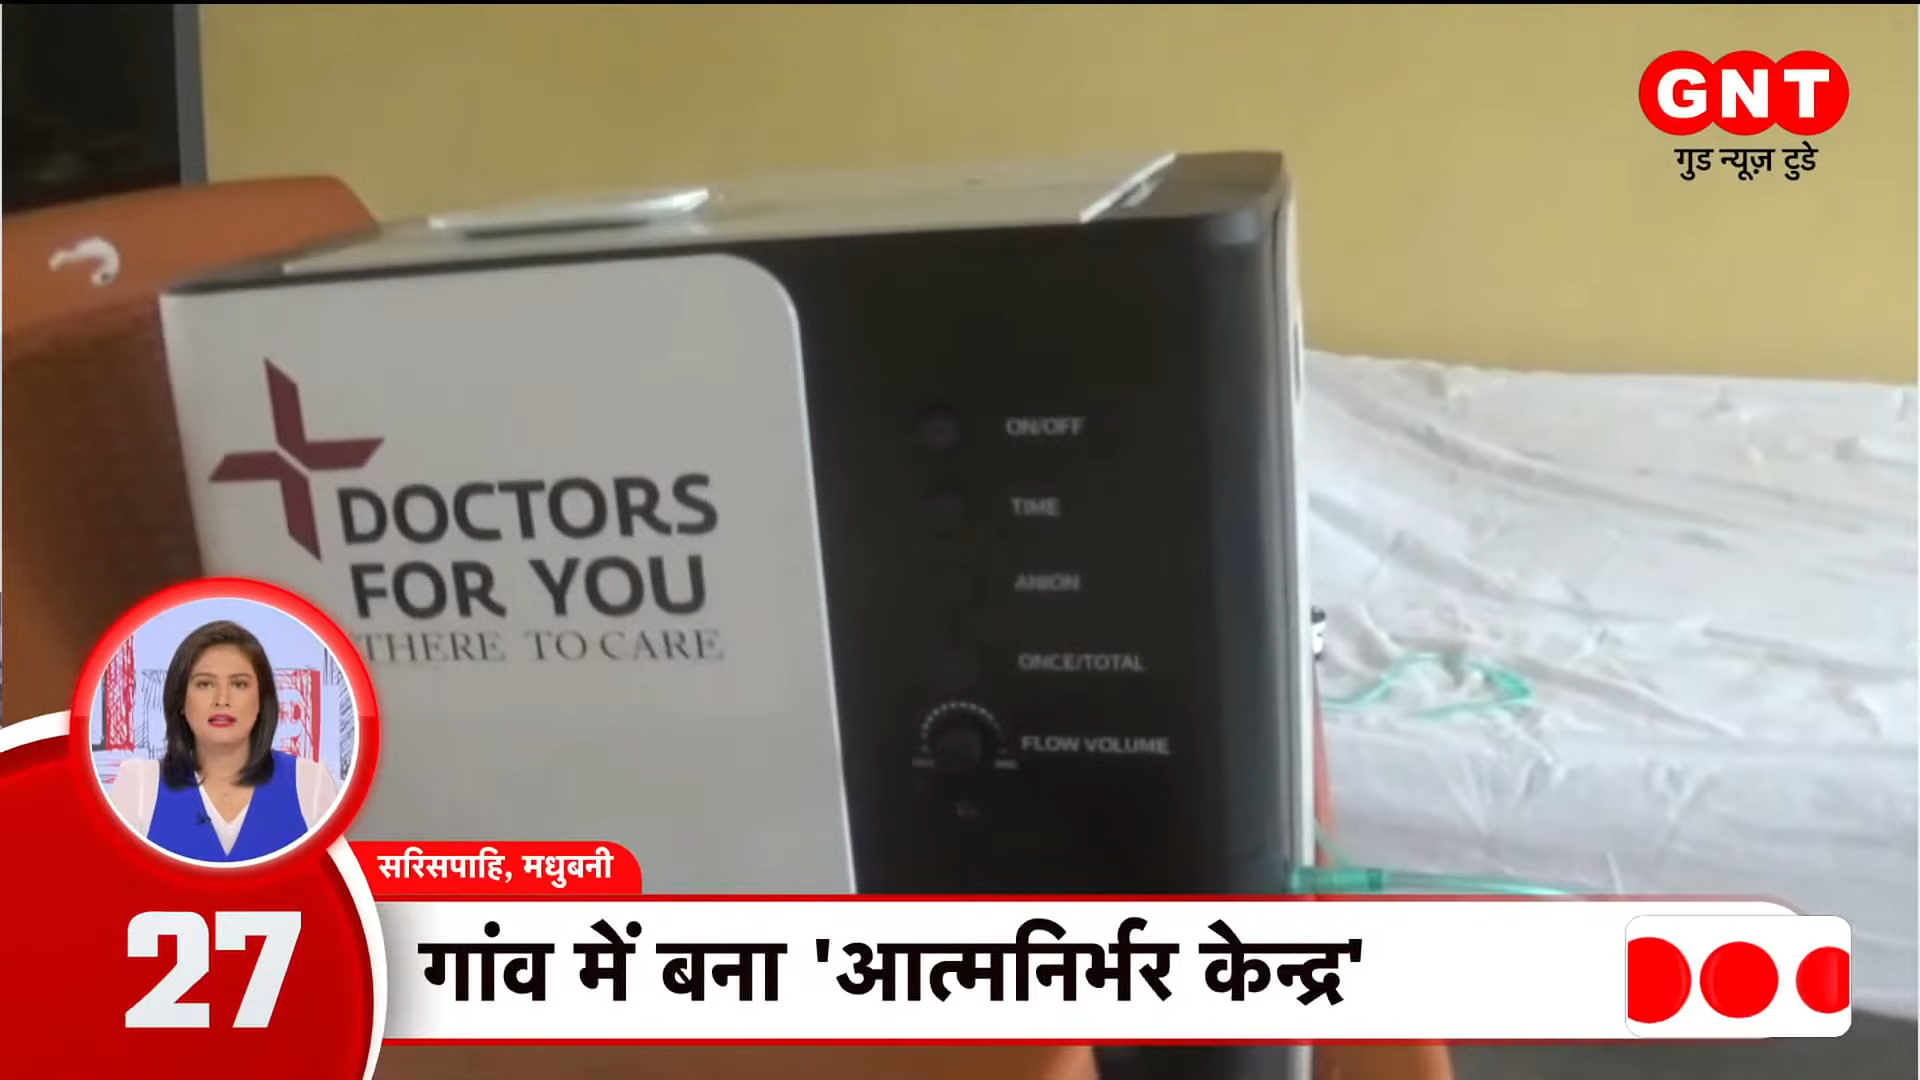 GNT
गुड न्यूज़ टुडे
ON/OFF
TIME
ANION
ONCE/TOTAL
FLOW VOLUME
DOCTORS
FOR YOU
THERE TO CARE
सरिसपाहि, मधुबनी
27
गांव में बना 'आत्मनिर्भर केन्द्र'